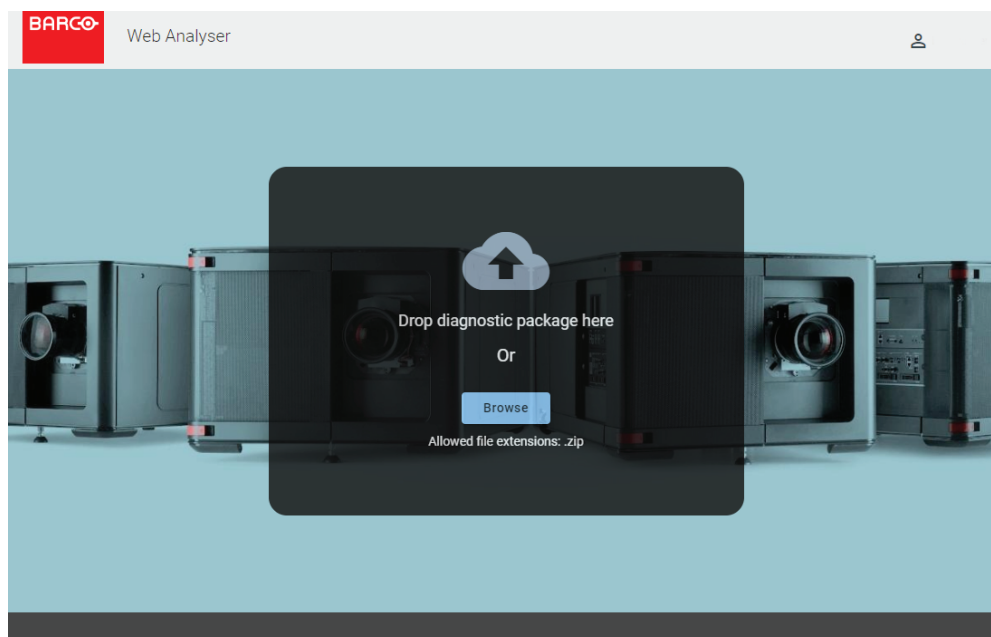 BARCO
Web Analyser
Drop diagnostic package here
Or
Browse
Allowed file extensions: .zip